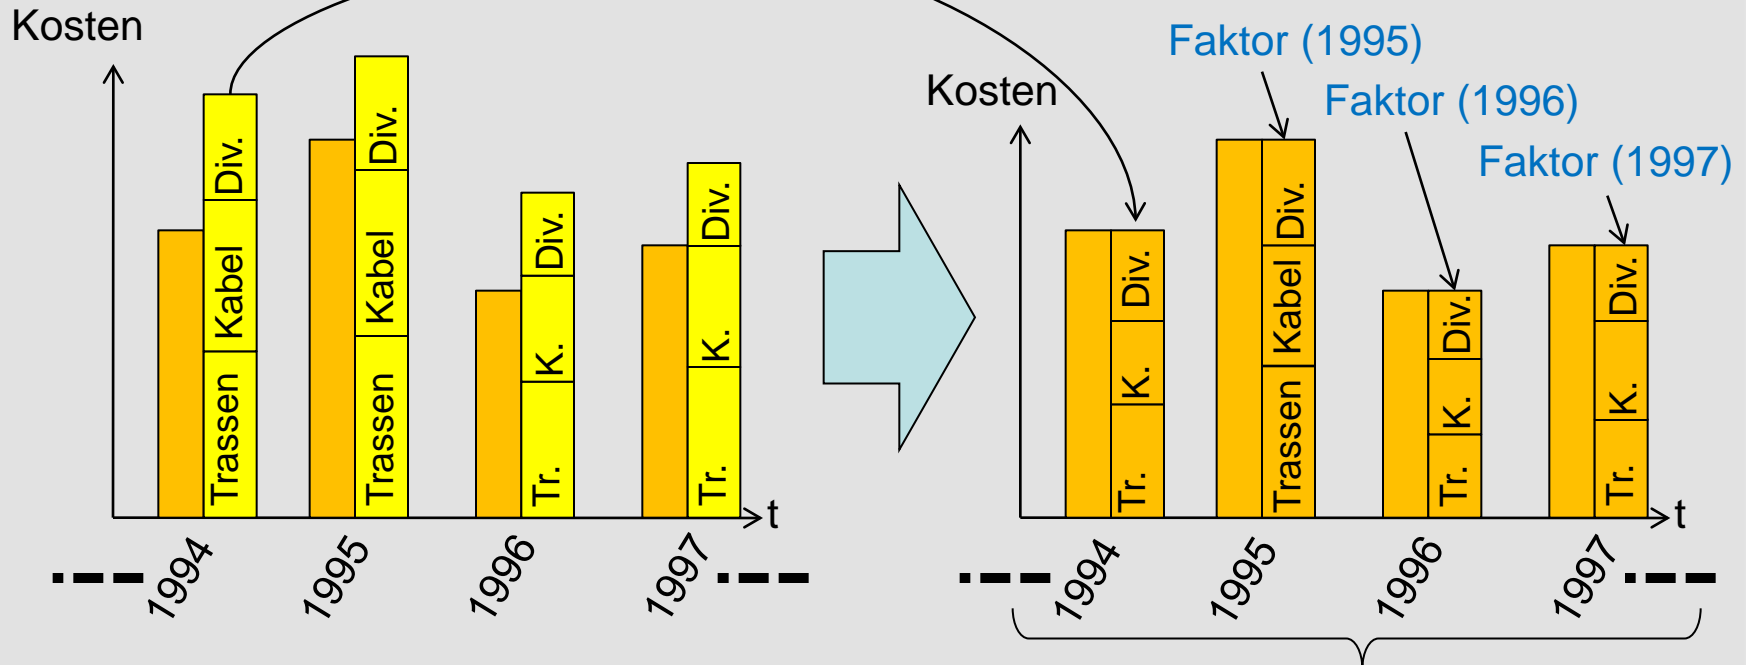 Kosten
Div.
Kabel
Trassen
Div.
Kabel
Trassen
Div.
K.
Tr.
Div.
K.
Tr.
t
1994
1995
1996
1997
Faktor (1995)
Faktor (1996)
Faktor (1997)
Kosten
Div.
K.
Tr.
Div.
Kabel
Trassen
Div.
K.
Tr.
Div.
K.
Tr.
t
1994
1995
1996
1997